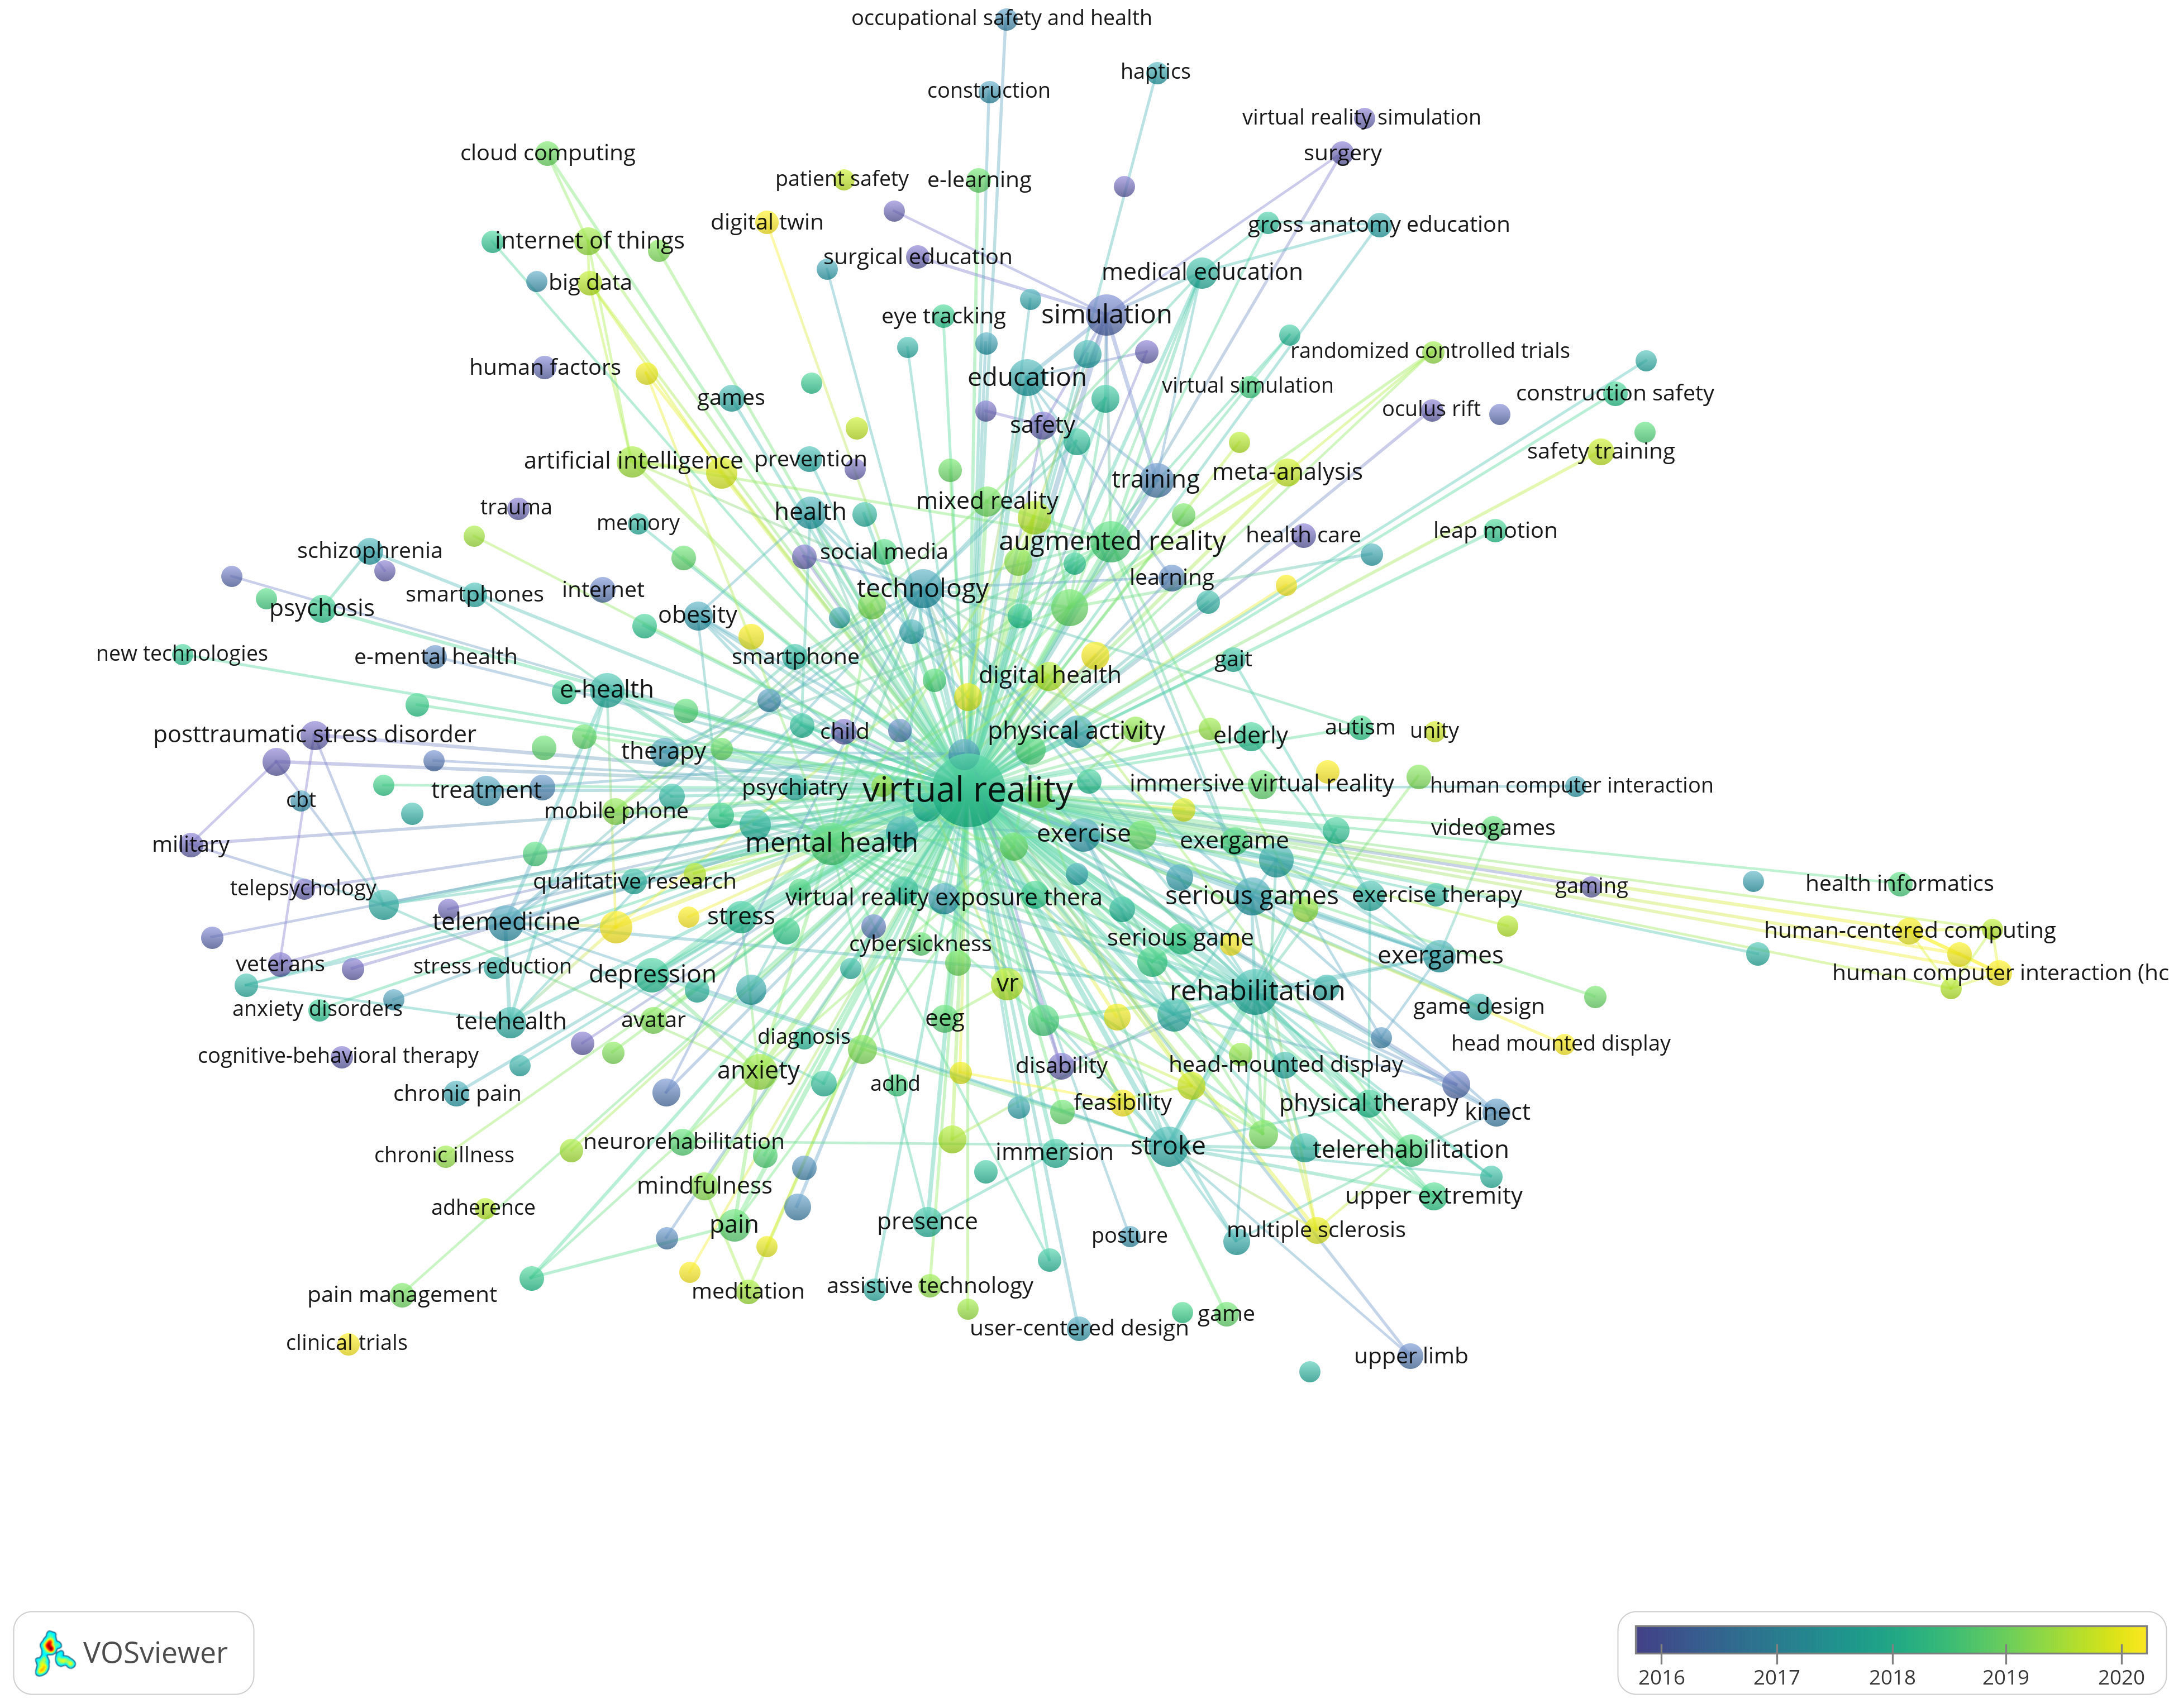 occupational safety and health
haptics
construction
virtual reality simulation
cloud computing
surgery
patient safety
e-learning
digital twin
gross anatomy education
internet of things
surgical education
medical education
big data
eye tracking
simulation
randomized controlled trials
human factors
education
virtual simulation
games
construction safety
oculus rift
safety
safety training
artificial intelligence
prevention
meta-analysis
training
mixed reality
trauma
health
memory
leap motion
health care
augmented reality
schizophrenia
social media
learning
technology
internet
smartphones
psychosis
obesity
new technologies
e-mental health
smartphone
gait
digital health
e-health
autism
physical activity
unity
child
elderly
posttraumatic stress disorder
therapy
immersive virtual reality
human computer interaction
psychiatry
virtual reality
treatment
cbt
mobile phone
videogames
exercise
exergame
mental health
military
qualitative research
health informatics
gaming
telepsychology
exercise therapy
serious games
virtual reality exposure thera
stress
telemedicine
human-centered computing
serious game
cybersickness
exergames
veterans
stress reduction
human computer interaction (hc
depression
vr
rehabilitation
game design
anxiety disorders
eeg
avatar
telehealth
diagnosis
head mounted display
cognitive-behavioral therapy
disability
head-mounted display
anxiety
adhd
chronic pain
feasibility
physical therapy
kinect
neurorehabilitation
stroke
telerehabilitation
immersion
chronic illness
mindfulness
upper extremity
adherence
presence
pain
multiple sclerosis
posture
assistive technology
meditation
pain management
game
user-centered design
clinical trials
upper limb
VOSviewer
2016
2017
2018
2019
2020